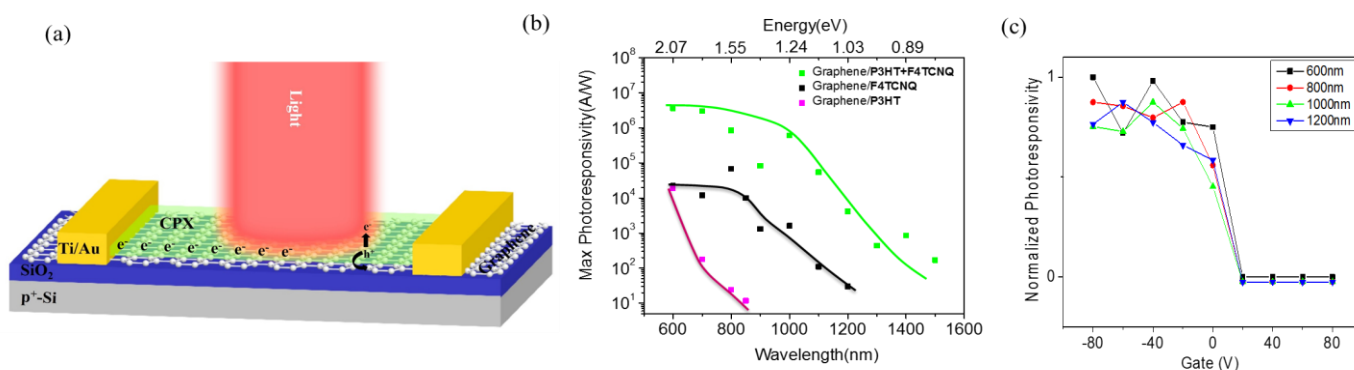 (a)
Light
CPX
Ti/Au
e⁻ e⁻ e⁻ e⁻ e⁻ e⁻ e⁻ e⁻
e⁻
h
Graphene
SiO₂
p⁺-Si
(b)
Energy(eV)
2.07 1.55 1.24 1.03 0.89
Max Photoresponsivity(A/W)
10⁸
10⁷
10⁶
10⁵
10⁴
10³
10²
10¹
Graphene/P3HT+F4TCNQ
Graphene/F4TCNQ
Graphene/P3HT
600 800 1000 1200 1400 1600
Wavelength(nm)
(c)
Normalized Photoresponsivity
1
0
600nm
800nm
1000nm
1200nm
-80 -40 0 40 80
Gate (V)